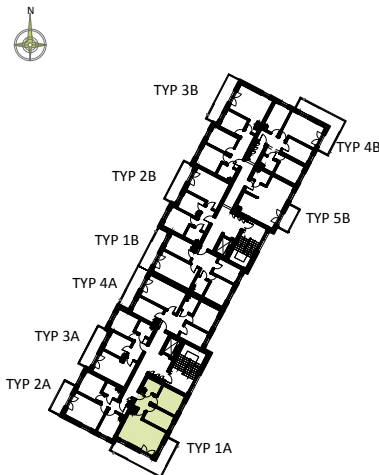 N
TYP 3B
TYP 4B
TYP 2B
TYP 5B
TYP 1B
TYP 4A
TYP 3A
TYP 2A
TYP 1A